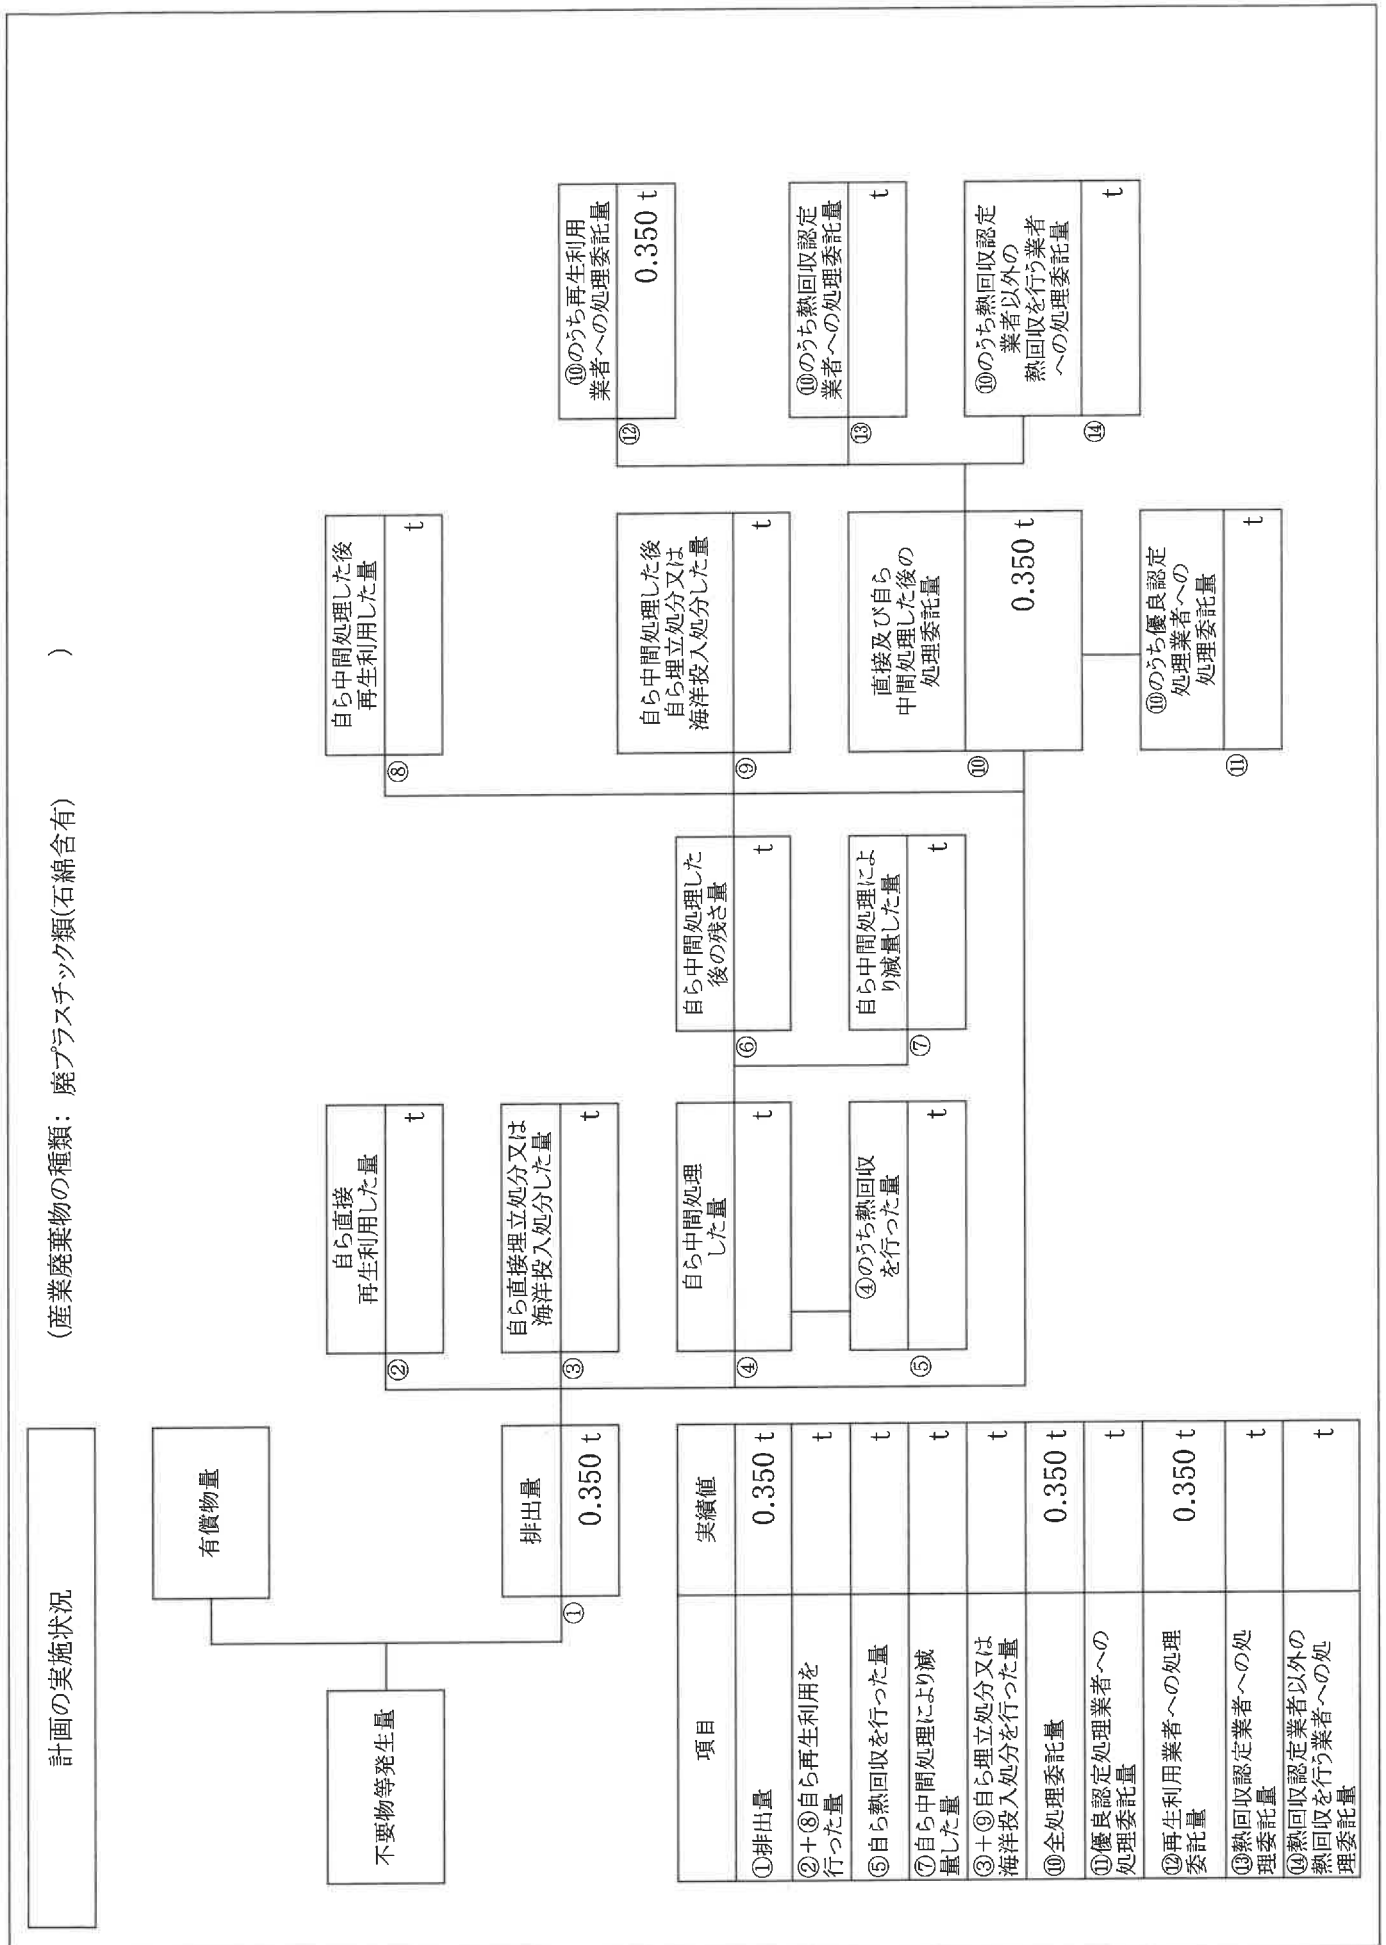 計画の実施状況
(産業廃棄物の種類: 廃プラスチック類(石綿含有) )
有償物量
不要物等発生量
排出量
① 0.350 t
自ら直接
再生利用した量
② t
自ら直接埋立処分又は
海洋投入処分した量
③ t
自ら中間処理
した量
④ t
④のうち熱回収
を行った量
⑤ t
自ら中間処理した
後の残さ量
⑥ t
自ら中間処理によ
り減量した量
⑦ t
自ら中間処理した後
再生利用した量
⑧ t
自ら中間処理した後
自ら埋立処分又は
海洋投入処分した量
⑨ t
直接及び自ら
中間処理した後の
処理委託量
⑩ 0.350 t
⑩のうち優良認定
処理業者への
処理委託量
⑪ t
⑩のうち再生利用
業者への処理委託量
⑫ 0.350 t
⑩のうち熱回収認定
業者への処理委託量
⑬ t
⑩のうち熱回収認定
業者以外の
熱回収を行う業者
への処理委託量
⑭ t
項目 実績値
①排出量 0.350 t
②+⑧自ら再生利用を
行った量 t
⑤自ら熱回収を行った量 t
⑦自ら中間処理により減
量した量 t
③+⑨自ら埋立処分又は
海洋投入処分を行った量 t
⑩全処理委託量 0.350 t
⑪優良認定処理業者への
処理委託量 t
⑫再生利用業者への処理
委託量 0.350 t
⑬熱回収認定業者への処
理委託量 t
⑭熱回収認定業者以外の
熱回収を行う業者への処
理委託量 t